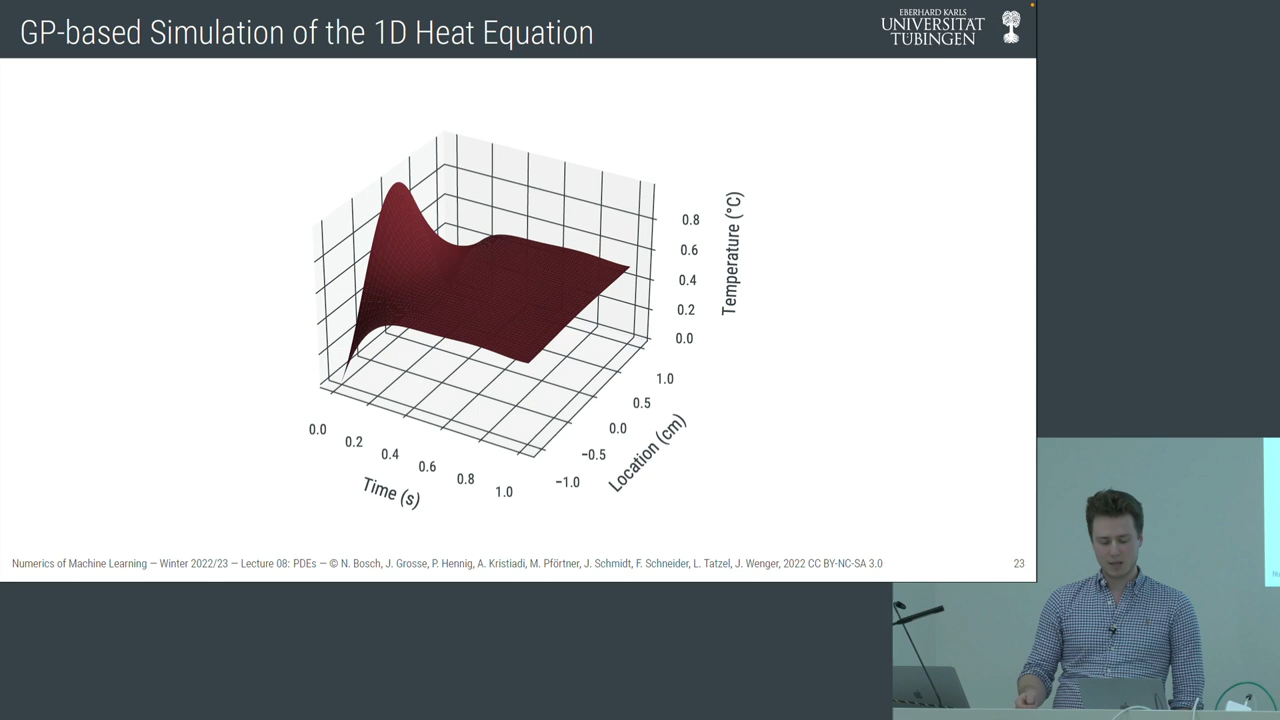 GP-based Simulation of the 1D Heat Equation
EBERHARD KARLS
UNIVERSITÄT
TÜBINGEN
0.8
0.6
0.4
0.2
0.0
Temperature (°C)
1.0
0.5
0.0
−0.5
−1.0
Location (cm)
0.0
0.2
0.4
0.6
0.8
1.0
Time (s)
Numerics of Machine Learning — Winter 2022/23 — Lecture 08: PDEs — © N. Bosch, J. Grosse, P. Hennig, A. Kristiadi, M. Pförtner, J. Schmidt, F. Schneider, L. Tatzel, J. Wenger, 2022 CC BY-NC-SA 3.0
23